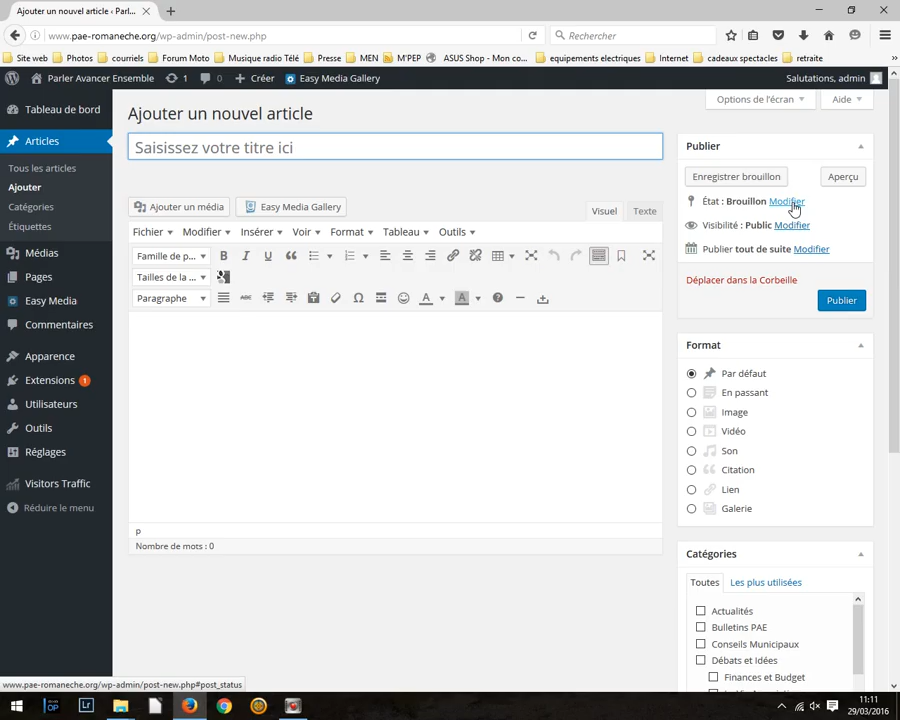 Ajouter un nouvel article ‹ Parl...
www.pae-romaneche.org/wp-admin/post-new.php
Rechercher
Site web
Photos
courriels
Forum Moto
Musique radio Télé
Presse
MEN
M'PEP
ASUS Shop - Mon co...
equipements electriques
Internet
cadeaux spectacles
retraite
Parler Avancer Ensemble
1
0
Créer
Easy Media Gallery
Salutations, admin
Tableau de bord
Articles
Tous les articles
Ajouter
Catégories
Étiquettes
Médias
Pages
Easy Media
Commentaires
Apparence
Extensions 1
Utilisateurs
Outils
Réglages
Visitors Traffic
Réduire le menu
Options de l'écran
Aide
Ajouter un nouvel article
Saisissez votre titre ici
Ajouter un média
Easy Media Gallery
Visuel
Texte
Fichier
Modifier
Insérer
Voir
Format
Tableau
Outils
Famille de p...
B I U
Tailles de la ...
Paragraphe
ABC
A
A
p
Nombre de mots : 0
Publier
Enregistrer brouillon
Aperçu
État : Brouillon Modifier
Visibilité : Public Modifier
Publier tout de suite Modifier
Déplacer dans la Corbeille
Publier
Format
Par défaut
En passant
Image
Vidéo
Son
Citation
Lien
Galerie
Catégories
Toutes
Les plus utilisées
Actualités
Bulletins PAE
Conseils Municipaux
Débats et Idées
Finances et Budget
www.pae-romaneche.org/wp-admin/post-new.php#post_status
11:11
29/03/2016